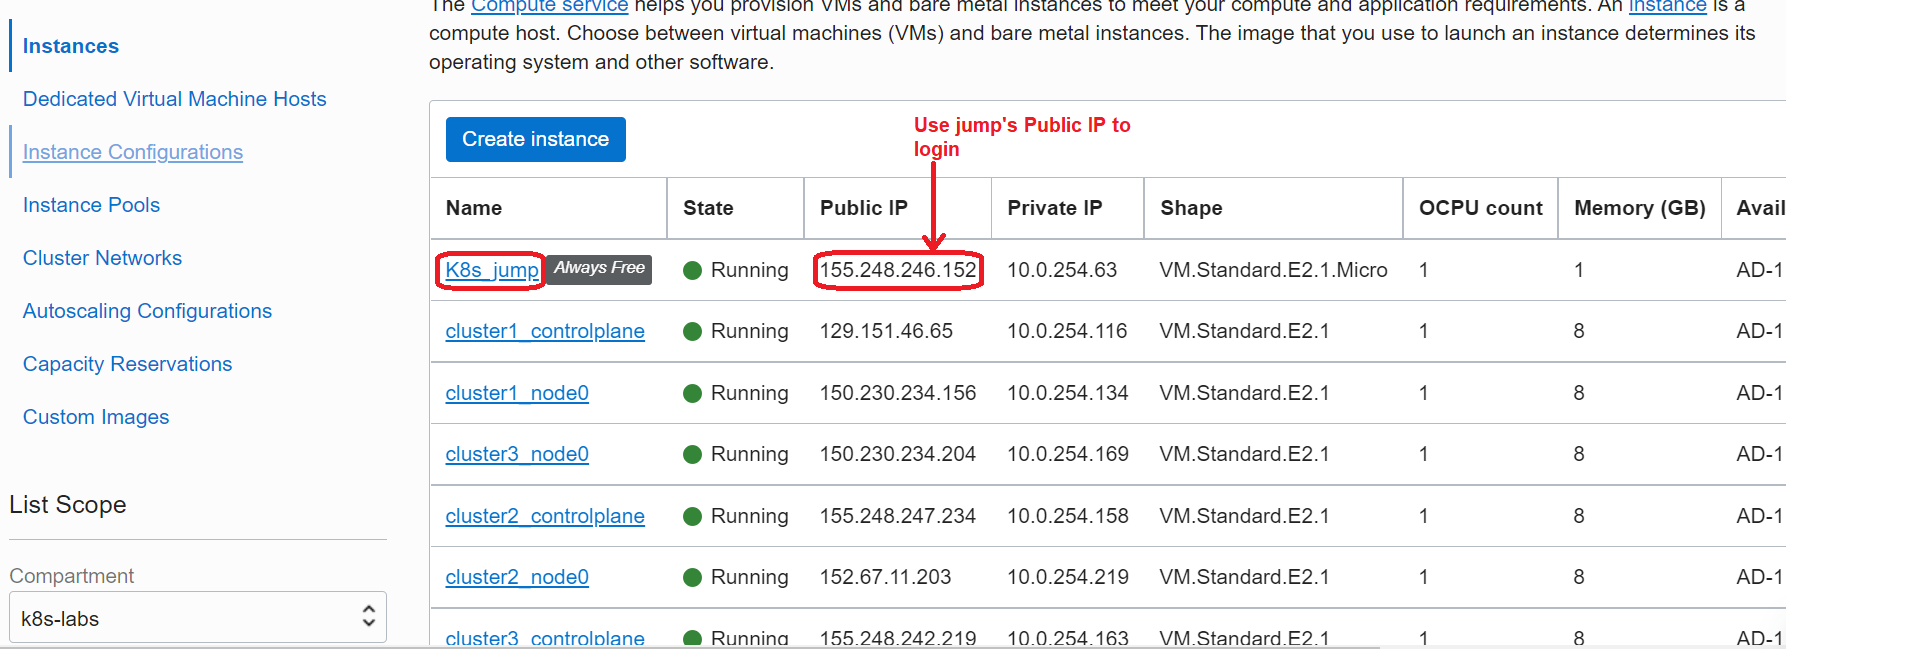 The Compute service helps you provision VMs and bare metal instances to meet your compute and application requirements. An instance is a
compute host. Choose between virtual machines (VMs) and bare metal instances. The image that you use to launch an instance determines its
operating system and other software.
Instances
Dedicated Virtual Machine Hosts
Instance Configurations
Instance Pools
Cluster Networks
Autoscaling Configurations
Capacity Reservations
Custom Images
List Scope
Compartment
k8s-labs
Create instance
Use jump's Public IP to
login
Name State Public IP Private IP Shape OCPU count Memory (GB) Avail
K8s_jump Always Free Running 155.248.246.152 10.0.254.63 VM.Standard.E2.1.Micro 1 1 AD-1
cluster1_controlplane Running 129.151.46.65 10.0.254.116 VM.Standard.E2.1 1 8 AD-1
cluster1_node0 Running 150.230.234.156 10.0.254.134 VM.Standard.E2.1 1 8 AD-1
cluster3_node0 Running 150.230.234.204 10.0.254.169 VM.Standard.E2.1 1 8 AD-1
cluster2_controlplane Running 155.248.247.234 10.0.254.158 VM.Standard.E2.1 1 8 AD-1
cluster2_node0 Running 152.67.11.203 10.0.254.219 VM.Standard.E2.1 1 8 AD-1
cluster3_controlplane Running 155.248.242.219 10.0.254.163 VM.Standard.E2.1 1 8 AD-1